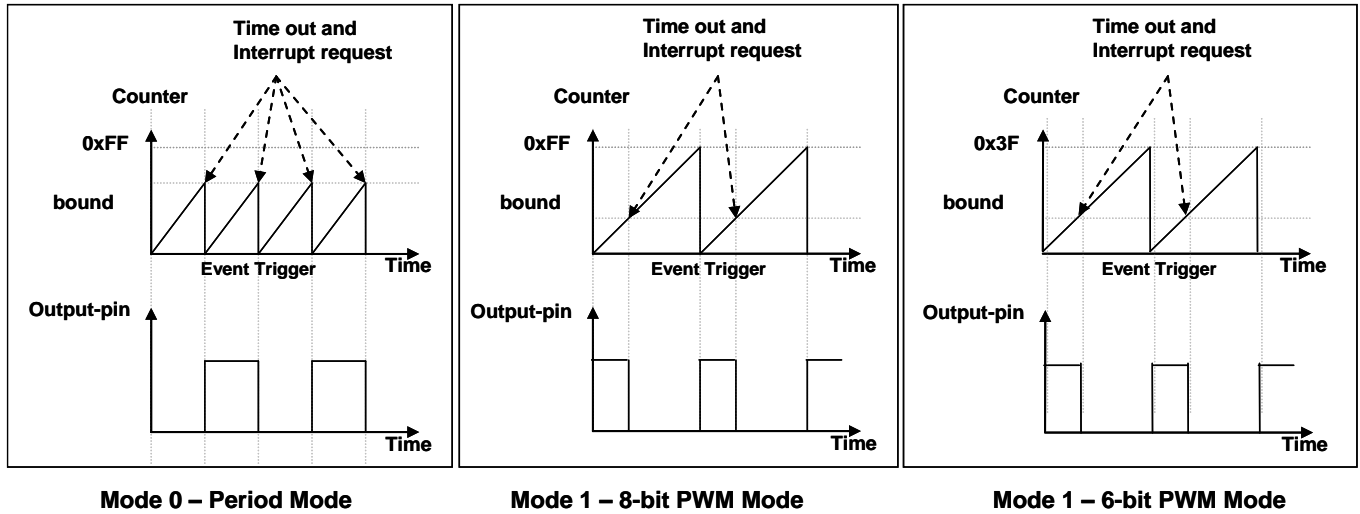 Time out and
Interrupt request
Counter
0xFF
bound
Time
Event Trigger
Output-pin
Time
Mode 0 – Period Mode
Time out and
Interrupt request
Counter
0xFF
bound
Time
Event Trigger
Output-pin
Time
Mode 1 – 8-bit PWM Mode
Time out and
Interrupt request
Counter
0x3F
bound
Time
Event Trigger
Output-pin
Time
Mode 1 – 6-bit PWM Mode